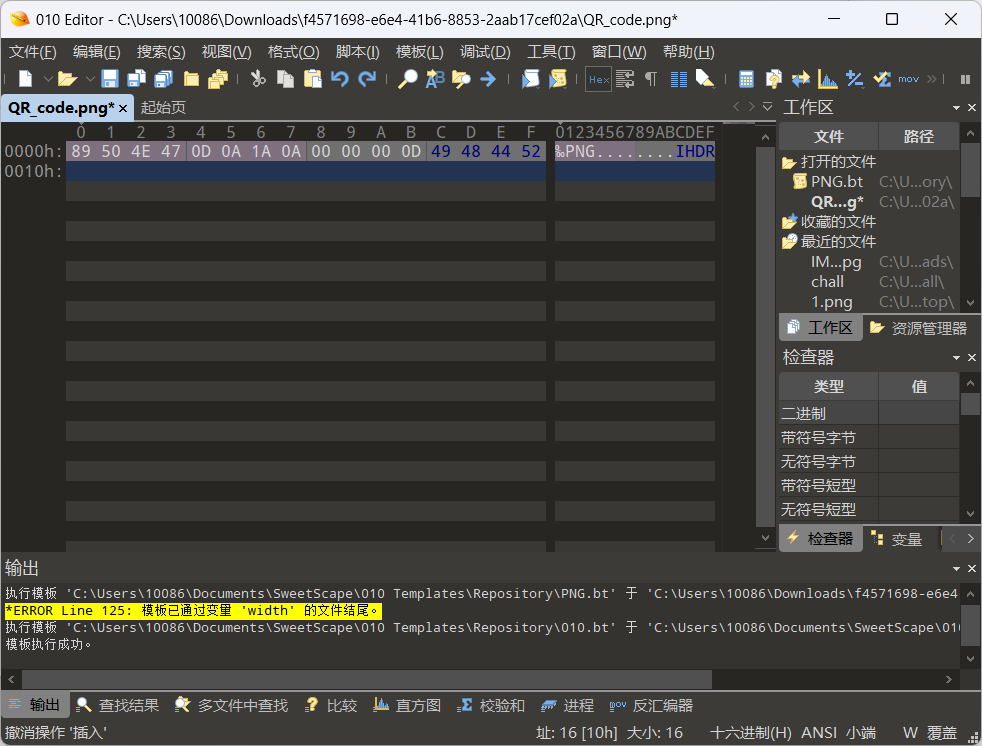 010 Editor - C:\Users\10086\Downloads\f4571698-e6e4-41b6-8853-2aab17cef02a\QR_code.png*
文件(F) 编辑(E) 搜索(S) 视图(V) 格式(O) 脚本(I) 模板(L) 调试(D) 工具(T) 窗口(W) 帮助(H)
Hex mov »
QR_code.png* × 起始页
工作区
0 1 2 3 4 5 6 7 8 9 A B C D E F 0123456789ABCDEF
0000h: 89 50 4E 47 0D 0A 1A 0A 00 00 00 0D 49 48 44 52 ‰PNG........IHDR
0010h:
文件 路径
打开的文件
PNG.bt C:\U...ory\
QR...g* C:\U...02a\
收藏的文件
最近的文件
IM...pg C:\U...ads\
chall C:\U...all\
1.png C:\U...top\
工作区 资源管理器
检查器
类型 值
二进制
带符号字节
无符号字节
带符号短型
无符号短型
检查器 变量
输出
执行模板 'C:\Users\10086\Documents\SweetScape\010 Templates\Repository\PNG.bt' 于 'C:\Users\10086\Downloads\f4571698-e6e4
*ERROR Line 125: 模板已通过变量 'width' 的文件结尾。
执行模板 'C:\Users\10086\Documents\SweetScape\010 Templates\Repository\010.bt' 于 'C:\Users\10086\Documents\SweetScape\010
模板执行成功。
输出 查找结果 多文件中查找 比较 直方图 校验和 进程 反汇编器
撤消操作 '插入' 址: 16 [10h] 大小: 16 十六进制(H) ANSI 小端 W 覆盖